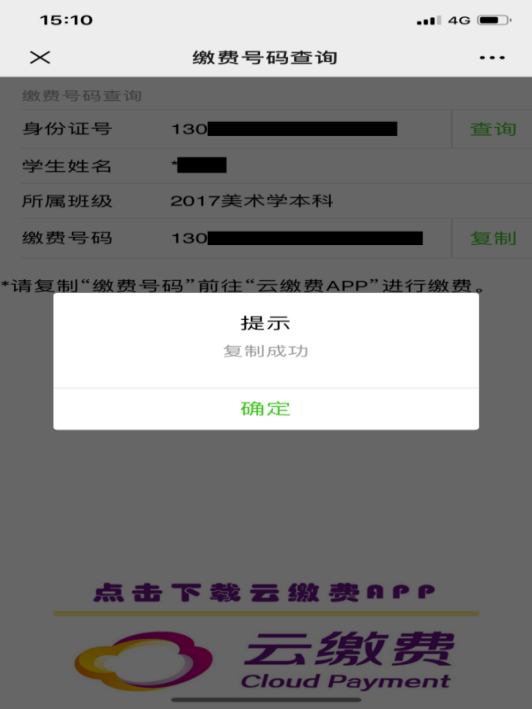 15:10
4G
缴费号码查询
缴费号码查询
身份证号 130 查询
学生姓名 *
所属班级 2017美术学本科
缴费号码 130 复制
*请复制“缴费号码”前往“云缴费APP”进行缴费。
提示
复制成功
确定
点击下载云缴费APP
云缴费
Cloud Payment